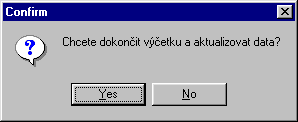 Confirm
Chcete dokončit výčetku a aktualizovat data?
Yes
No